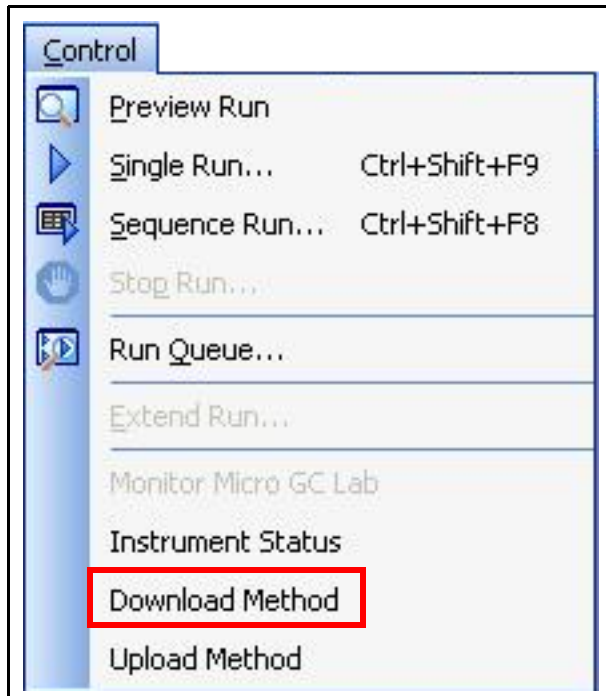 Control
Preview Run
Single Run... Ctrl+Shift+F9
Sequence Run... Ctrl+Shift+F8
Stop Run...
Run Queue...
Extend Run...
Monitor Micro GC Lab
Instrument Status
Download Method
Upload Method